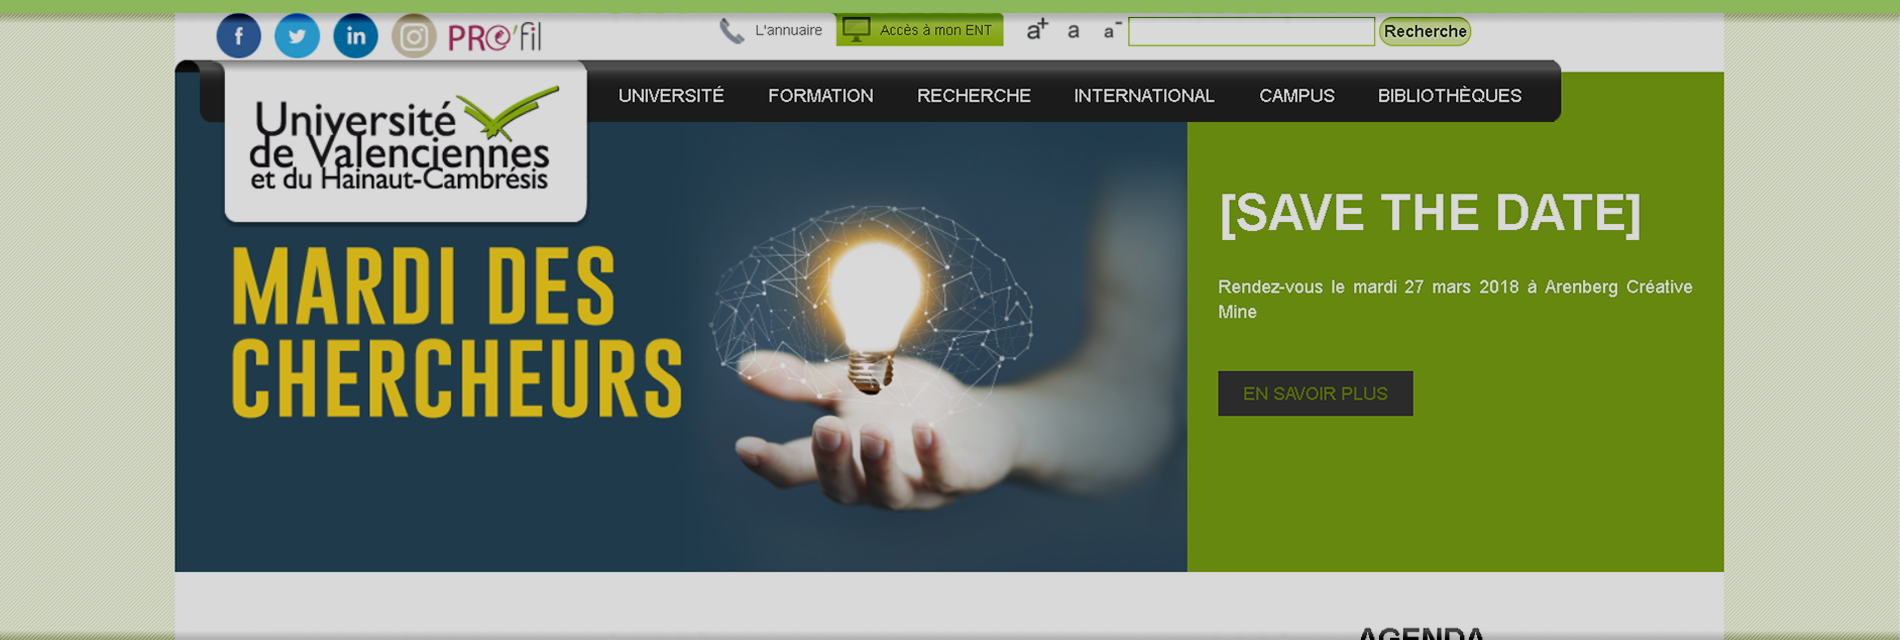 PRO'fil
L'annuaire
Accès à mon ENT
a+ a a-
Recherche
UNIVERSITÉ FORMATION RECHERCHE INTERNATIONAL CAMPUS BIBLIOTHÈQUES
Université
de Valenciennes
et du Hainaut-Cambrésis
MARDI DES
CHERCHEURS
[SAVE THE DATE]
Rendez-vous le mardi 27 mars 2018 à Arenberg Créative
Mine
EN SAVOIR PLUS
AGENDA